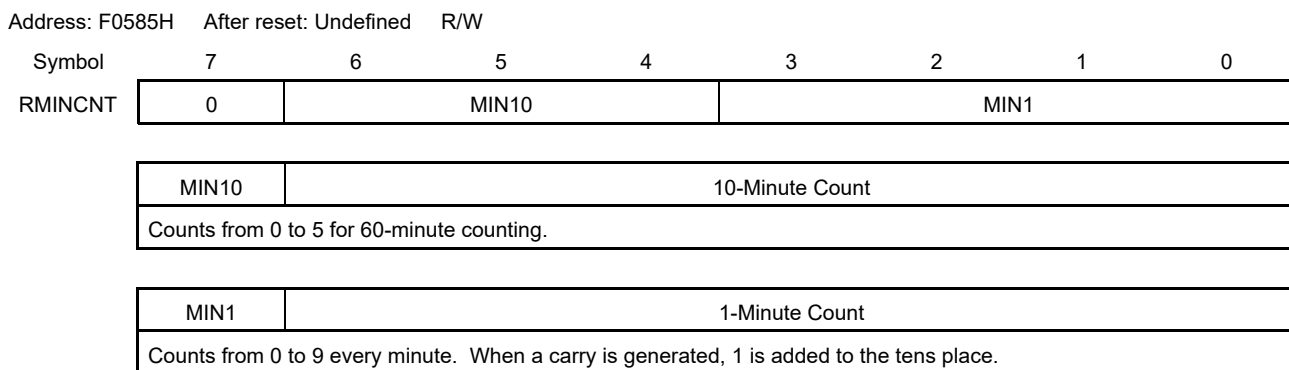 Address: F0585H After reset: Undefined R/W
Symbol 7 6 5 4 3 2 1 0
RMINCNT 0 MIN10 MIN1
MIN10 10-Minute Count
Counts from 0 to 5 for 60-minute counting.
MIN1 1-Minute Count
Counts from 0 to 9 every minute. When a carry is generated, 1 is added to the tens place.